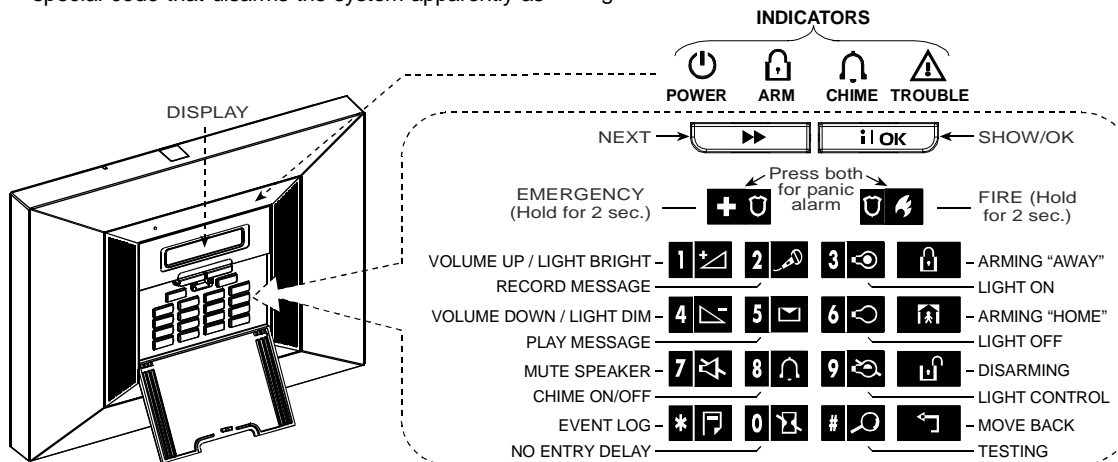 special code that disarms the system apparently as
INDICATORS
POWER ARM CHIME TROUBLE
DISPLAY
NEXT
i OK
SHOW/OK
Press both
for panic
alarm
EMERGENCY
(Hold for 2 sec.)
FIRE (Hold
for 2 sec.)
VOLUME UP / LIGHT BRIGHT 1 2 3 ARMING “AWAY”
RECORD MESSAGE LIGHT ON
VOLUME DOWN / LIGHT DIM 4 5 6 ARMING “HOME”
PLAY MESSAGE LIGHT OFF
MUTE SPEAKER 7 8 9 DISARMING
CHIME ON/OFF LIGHT CONTROL
EVENT LOG * 0 # MOVE BACK
NO ENTRY DELAY TESTING